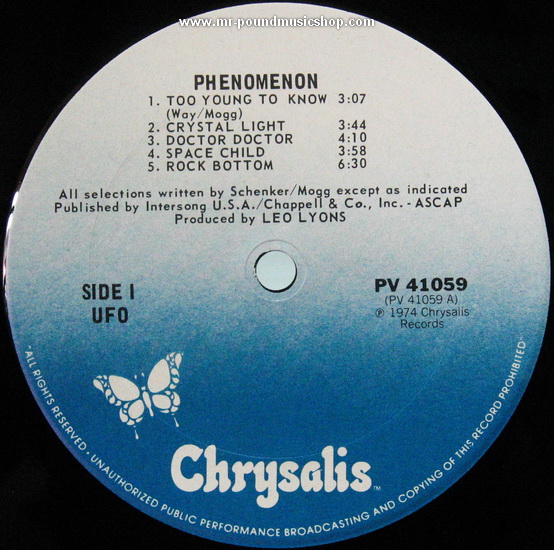 www.mr-poundmusicshop.com
PHENOMENON
1. TOO YOUNG TO KNOW 3:07
(Way/Mogg)
2. CRYSTAL LIGHT 3:44
3. DOCTOR DOCTOR 4:10
4. SPACE CHILD 3:58
5. ROCK BOTTOM 6:30
All selections written by Schenker/Mogg except as indicated
Published by Intersong U.S.A./Chappell & Co., Inc. - ASCAP
Produced by LEO LYONS
SIDE I
UFO
PV 41059
(PV 41059 A)
℗ 1974 Chrysalis
Records
Chrysalis™
"ALL RIGHTS RESERVED. UNAUTHORIZED PUBLIC PERFORMANCE BROADCASTING AND COPYING OF THIS RECORD PROHIBITED"